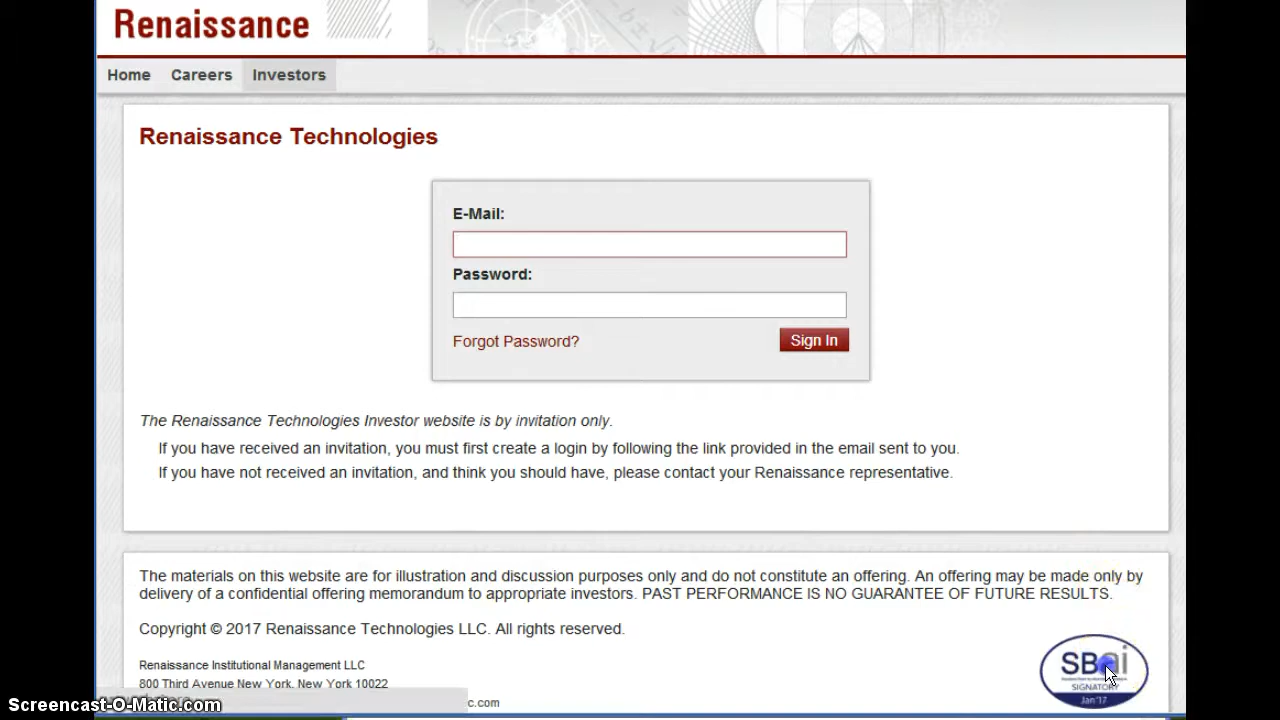 Renaissance
Home Careers Investors
Renaissance Technologies
E-Mail:
Password:
Forgot Password? Sign In
The Renaissance Technologies Investor website is by invitation only.
If you have received an invitation, you must first create a login by following the link provided in the email sent to you.
If you have not received an invitation, and think you should have, please contact your Renaissance representative.
The materials on this website are for illustration and discussion purposes only and do not constitute an offering. An offering may be made only by
delivery of a confidential offering memorandum to appropriate investors. PAST PERFORMANCE IS NO GUARANTEE OF FUTURE RESULTS.
Copyright © 2017 Renaissance Technologies LLC. All rights reserved.
Renaissance Institutional Management LLC
800 Third Avenue New York, New York 10022
c.com
SBai
SIGNATORY
Jan'17
Screencast-O-Matic.com